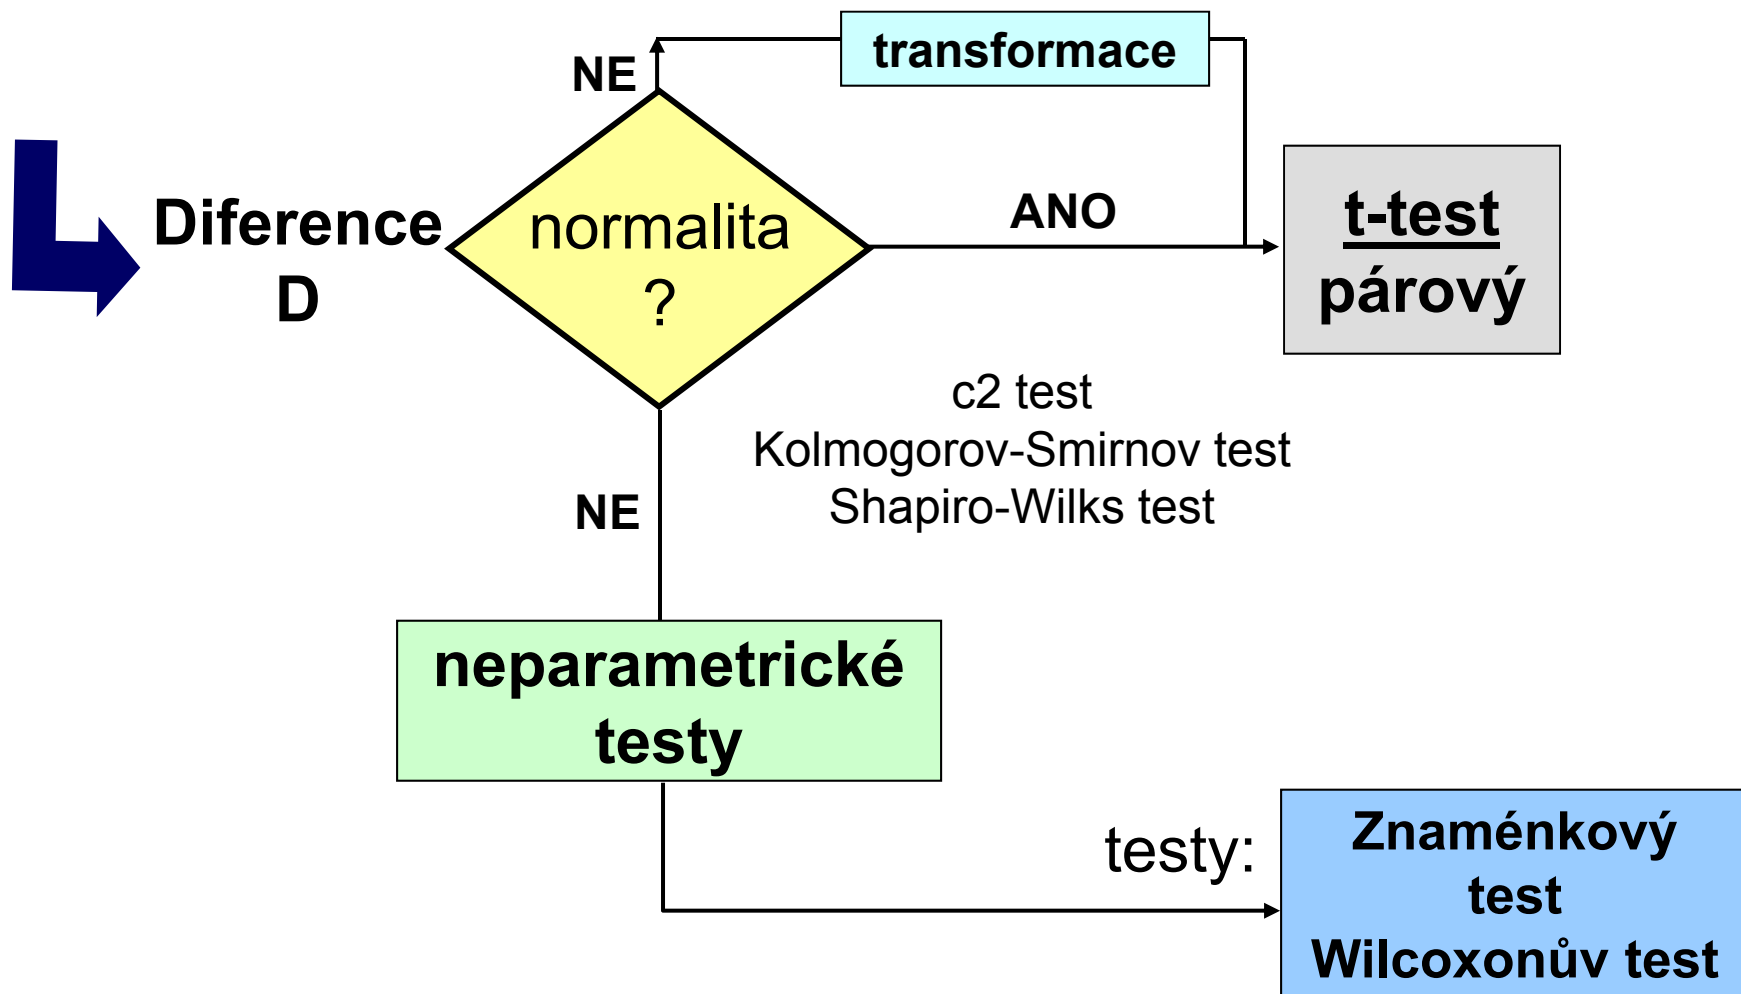 transformace
NE
Diference
D
normalita
?
ANO
t-test
párový
c2 test
Kolmogorov-Smirnov test
Shapiro-Wilks test
NE
neparametrické
testy
testy:
Znaménkový
test
Wilcoxonův test